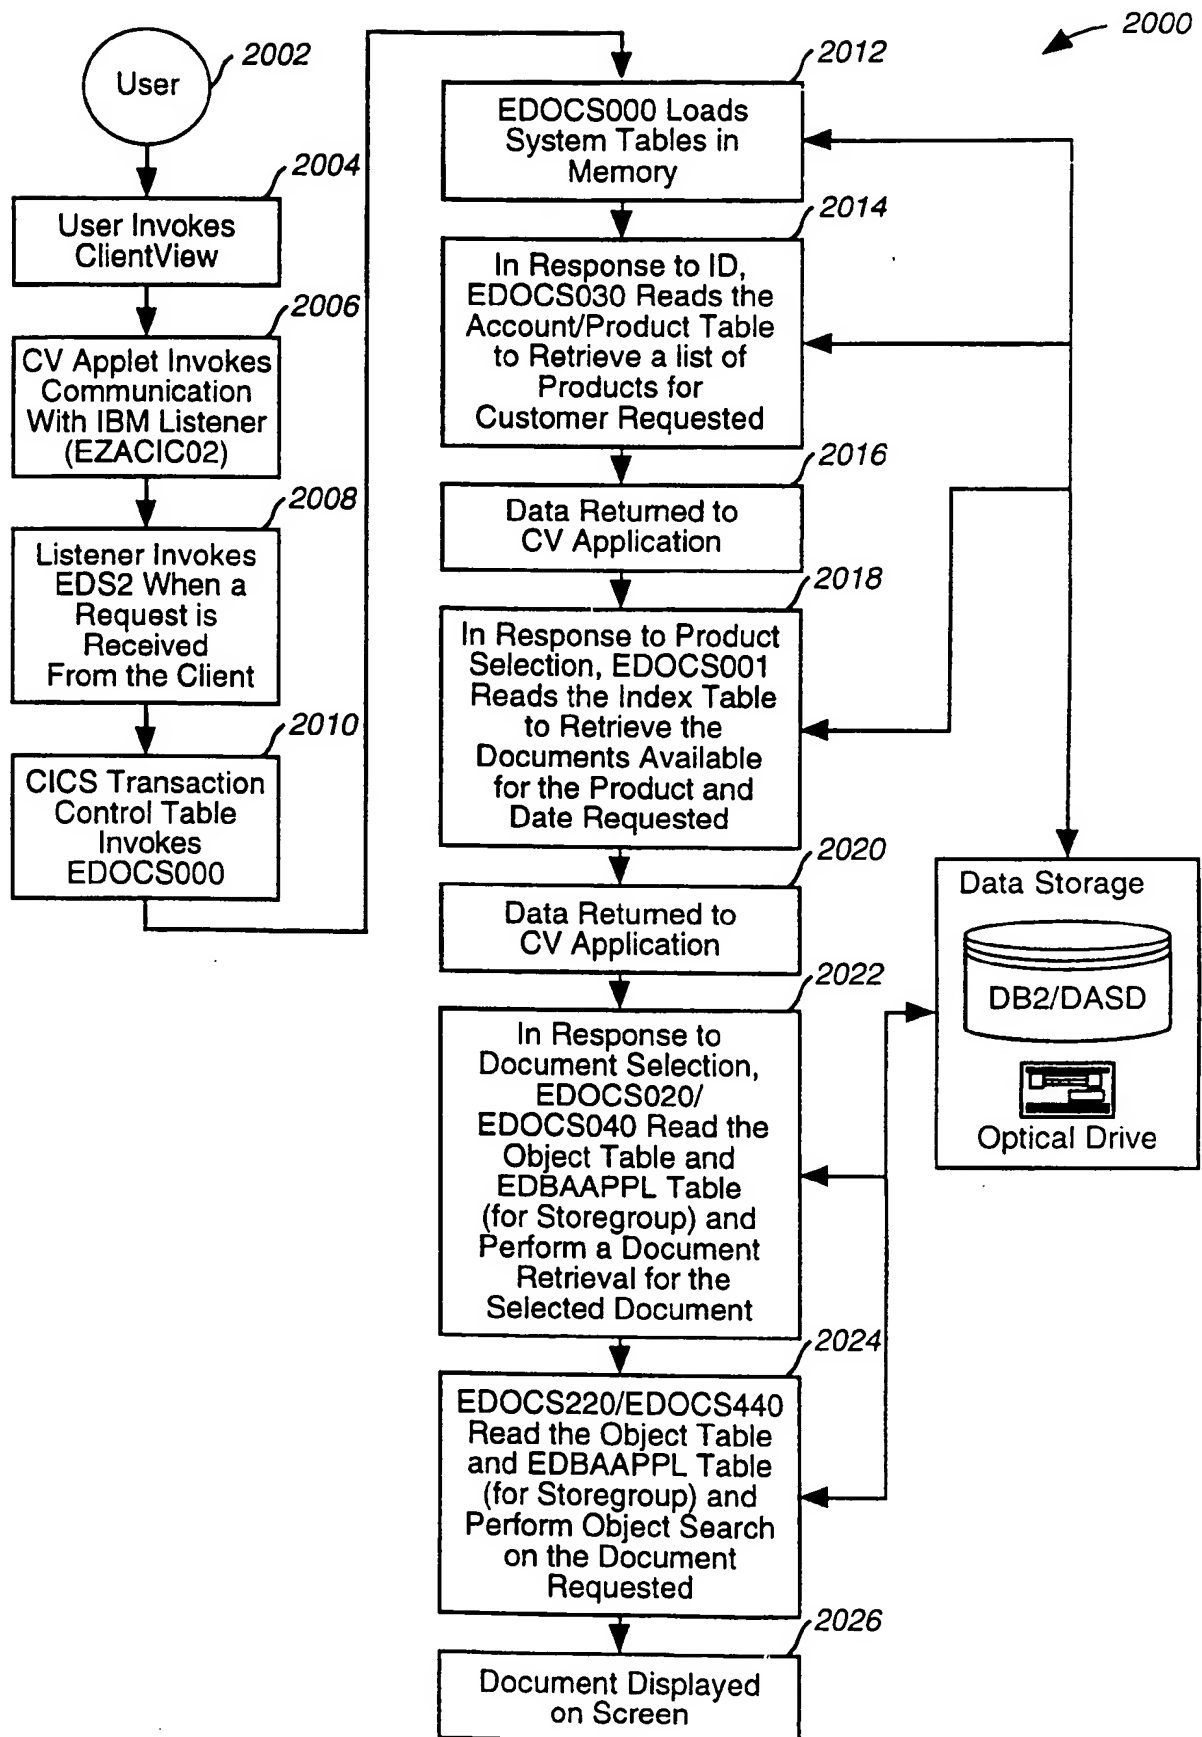 2000
User
2002
2004
User Invokes
ClientView
2006
CV Applet Invokes
Communication
With IBM Listener
(EZACIC02)
2008
Listener Invokes
EDS2 When a
Request is
Received
From the Client
2010
CICS Transaction
Control Table
Invokes
EDOCS000
2012
EDOCS000 Loads
System Tables in
Memory
2014
In Response to ID,
EDOCS030 Reads the
Account/Product Table
to Retrieve a list of
Products for
Customer Requested
2016
Data Returned to
CV Application
2018
In Response to Product
Selection, EDOCS001
Reads the Index Table
to Retrieve the
Documents Available
for the Product and
Date Requested
2020
Data Returned to
CV Application
2022
In Response to
Document Selection,
EDOCS020/
EDOCS040 Read the
Object Table and
EDBAAPPL Table
(for Storegroup) and
Perform a Document
Retrieval for the
Selected Document
2024
EDOCS220/EDOCS440
Read the Object Table
and EDBAAPPL Table
(for Storegroup) and
Perform Object Search
on the Document
Requested
2026
Document Displayed
on Screen
Data Storage
DB2/DASD
Optical Drive